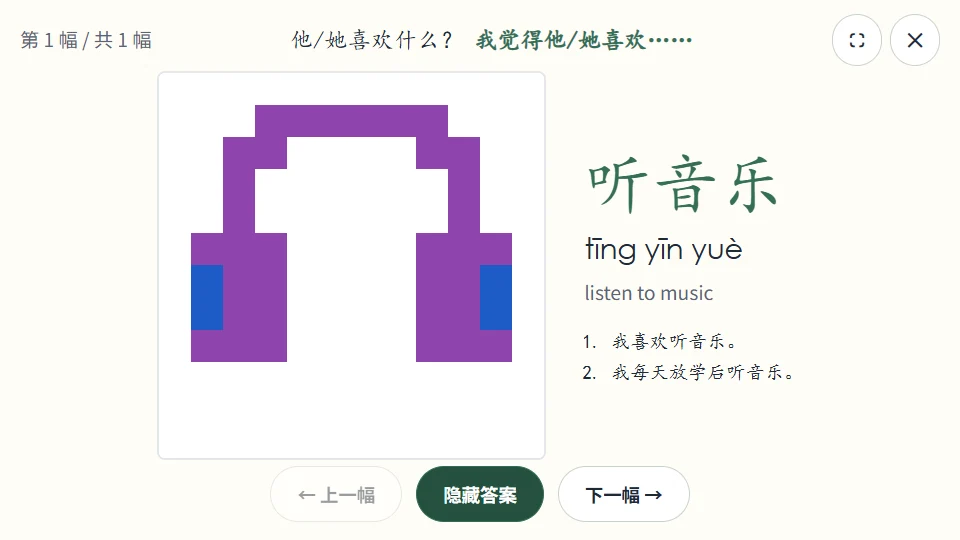 第 1 幅 / 共 1 幅
他/她喜欢什么？ 我觉得他/她喜欢……
听音乐
tīng yīn yuè
listen to music
1. 我喜欢听音乐。
2. 我每天放学后听音乐。
← 上一幅
隐藏答案
下一幅 →